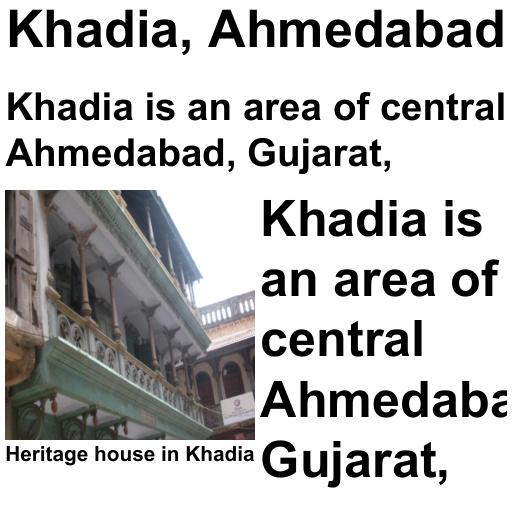 Khadia, Ahmedabad
Khadia is an area of central
Ahmedabad, Gujarat,
Khadia is
an area of
central
Ahmedaba
Gujarat,
Heritage house in Khadia